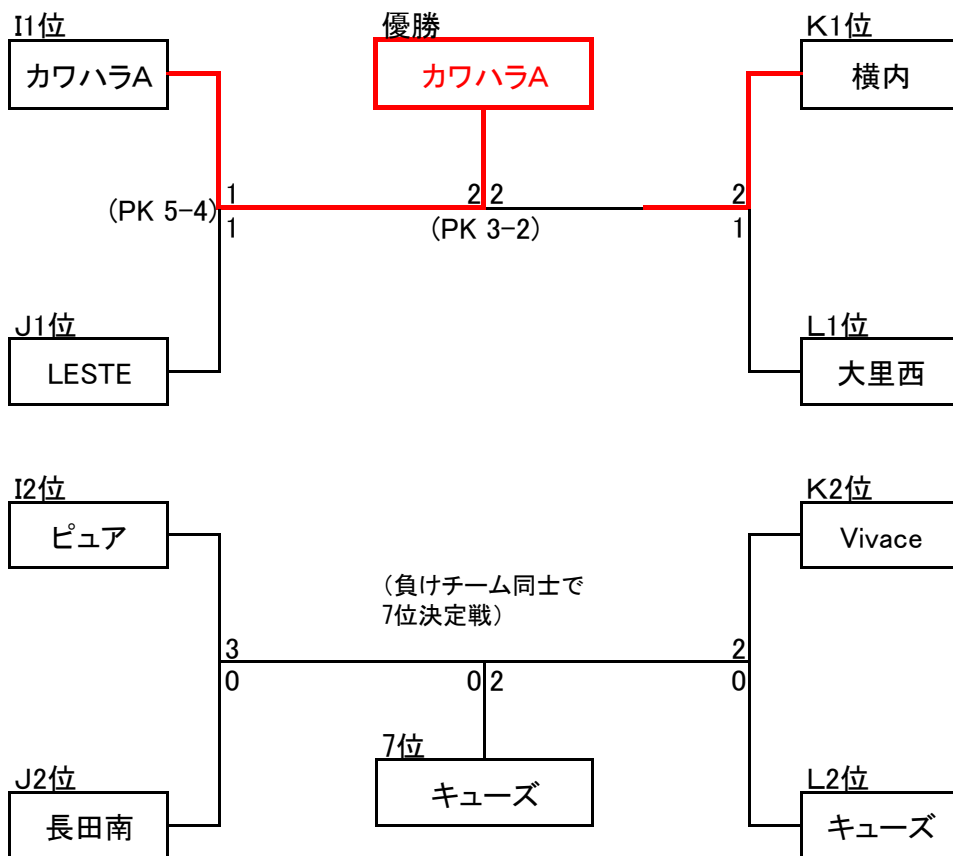 I1位
優勝
K1位
カワハラA
カワハラA
横内
1
2
2
2
(PK 5-4)
1
(PK 3-2)
1
J1位
L1位
LESTE
大里西
I2位
K2位
ピュア
Vivace
(負けチーム同士で
7位決定戦)
3
2
0
0
2
0
7位
J2位
L2位
キューズ
長田南
キューズ